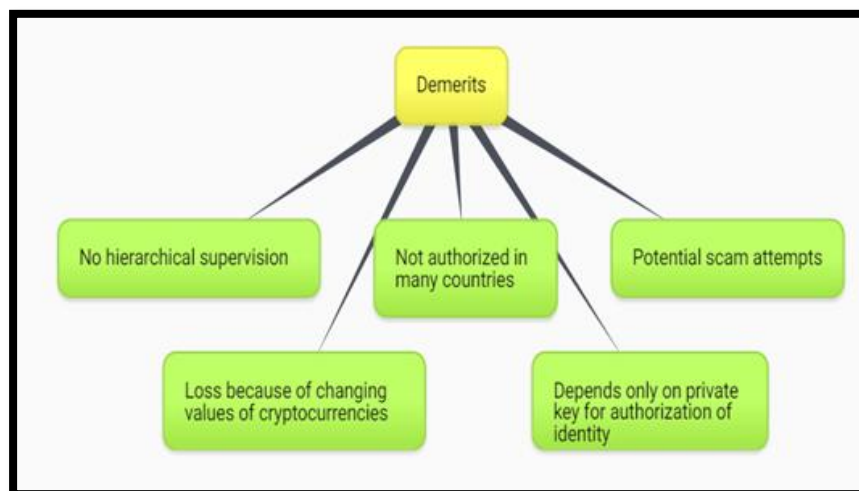 Demerits
No hierarchical supervision
Not authorized in
many countries
Potential scam attempts
Loss because of changing
values of cryptocurrencies
Depends only on private
key for authorization of
identity